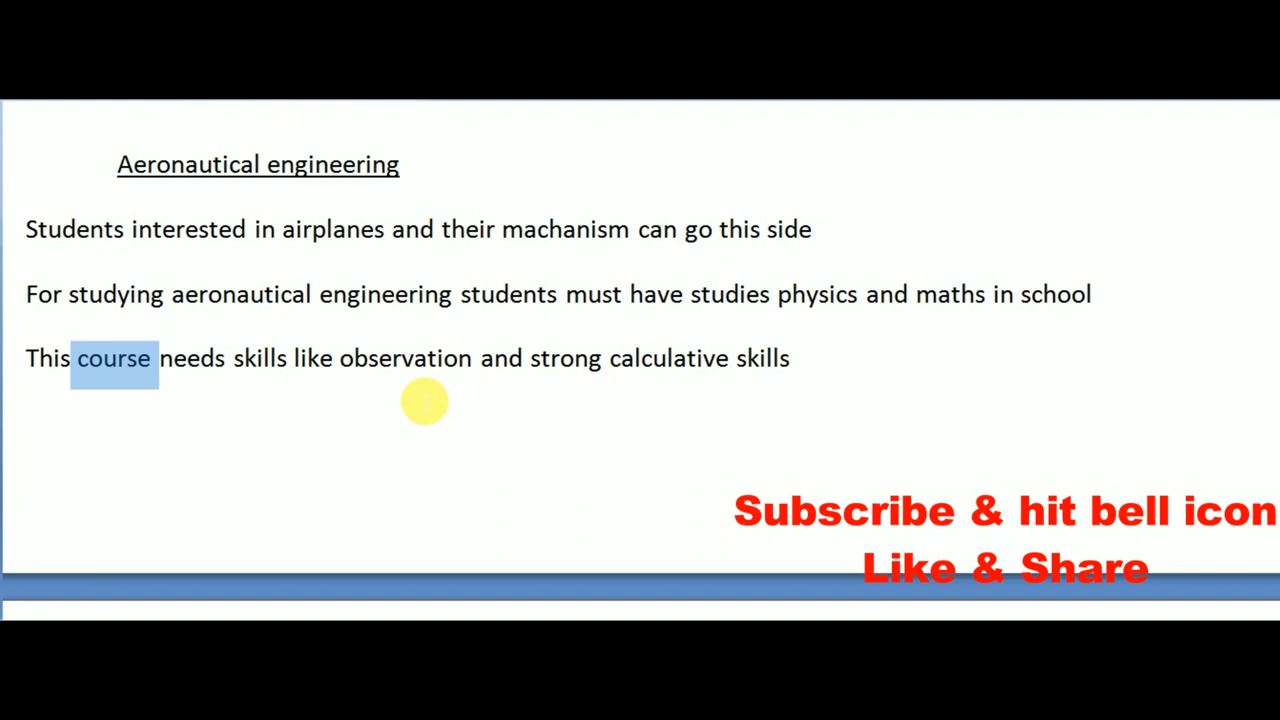 Aeronautical engineering
Students interested in airplanes and their machanism can go this side
For studying aeronautical engineering students must have studies physics and maths in school
This course needs skills like observation and strong calculative skills
Subscribe & hit bell icon
Like & Share